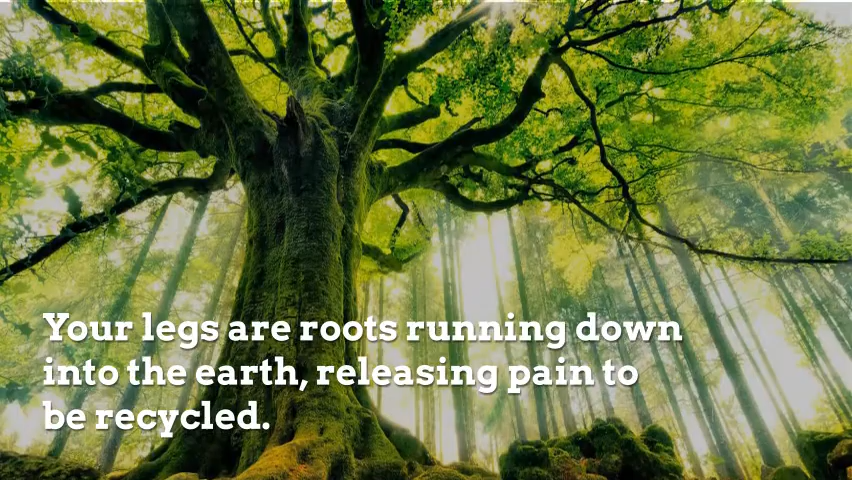 Your legs are roots running down
into the earth, releasing pain to
be recycled.